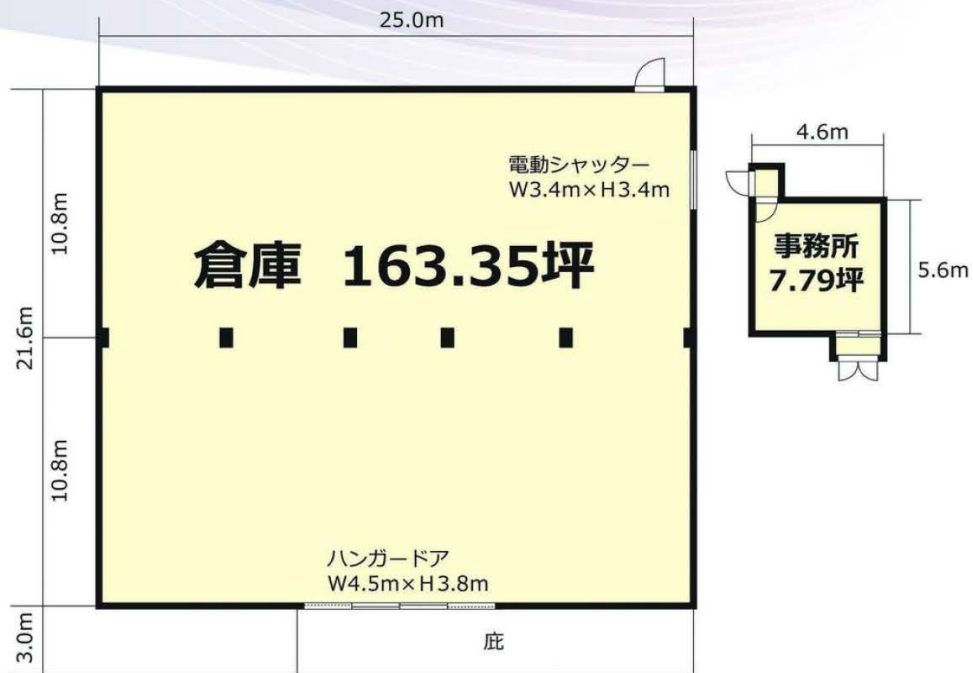 25.0m
10.8m
電動シャッター
W3.4m×H3.4m
4.6m
倉庫 163.35坪
事務所
7.79坪
5.6m
21.6m
10.8m
ハンガードア
W4.5m×H3.8m
3.0m
庇